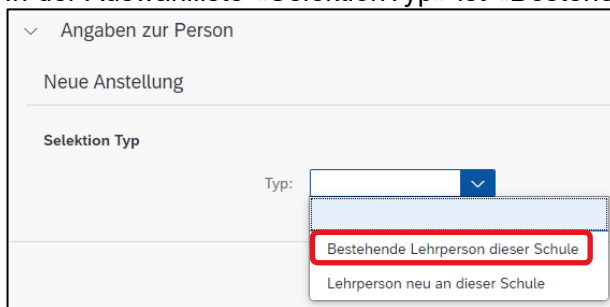 Angaben zur Person
Neue Anstellung
Selektion Typ
Typ:
Bestehende Lehrperson dieser Schule
Lehrperson neu an dieser Schule